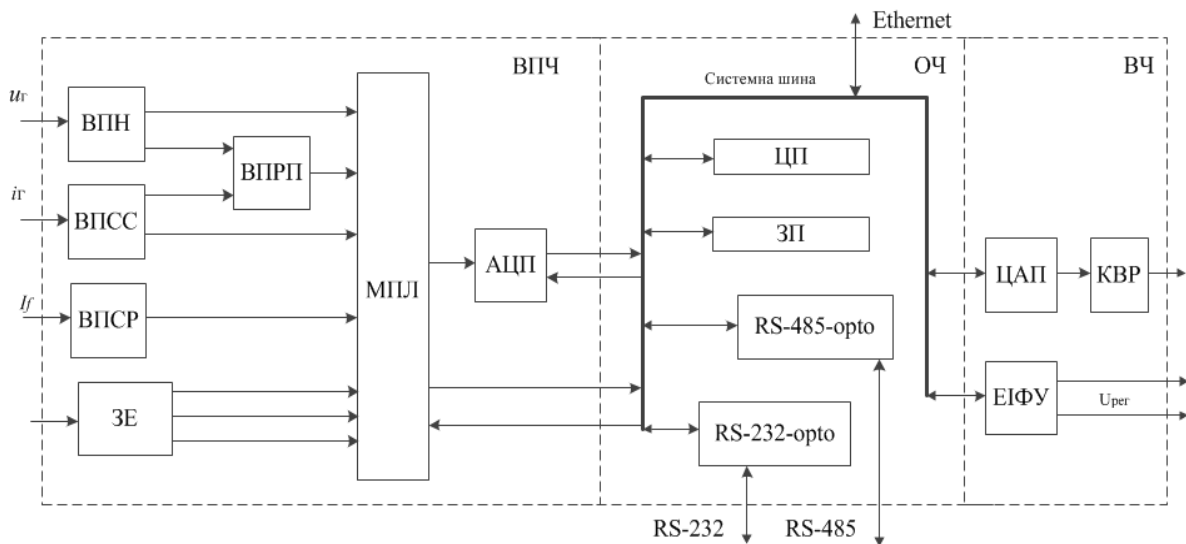 Ethernet
ВПЧ
ОЧ
ВЧ
Системна шина
uг
ВПН
ВПРП
iг
ВПСС
If
ВПСР
ЗЕ
МПЛ
АЦП
ЦП
ЗП
RS-485-opto
RS-232-opto
ЦАП
КВР
ЕІФУ
Uрег
RS-232
RS-485